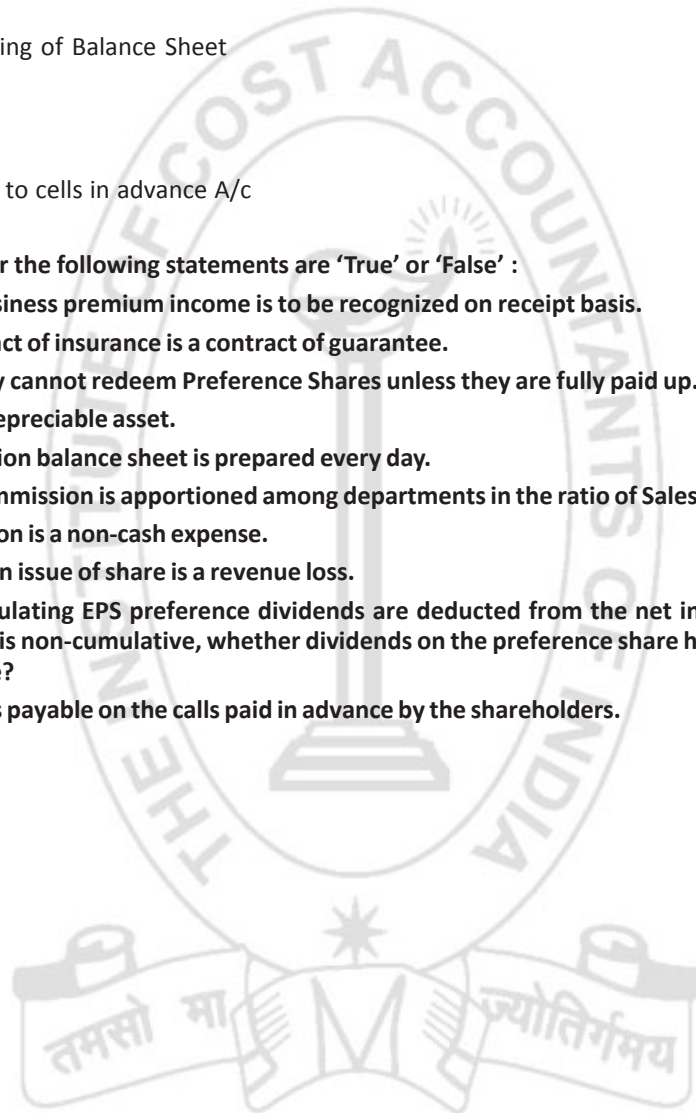 ing of Balance Sheet
to cells in advance A/c
r the following statements are ‘True’ or ‘False’ :
siness premium income is to be recognized on receipt basis.
act of insurance is a contract of guarantee.
y cannot redeem Preference Shares unless they are fully paid up.
epreciable asset.
ion balance sheet is prepared every day.
mmission is apportioned among departments in the ratio of Sales
on is a non-cash expense.
n issue of share is a revenue loss.
ulating EPS preference dividends are deducted from the net in
is non-cumulative, whether dividends on the preference share h
e?
s payable on the calls paid in advance by the shareholders.
THE INSTITUTE OF COST ACCOUNTANTS OF INDIA
तमसो मा ज्योतिर्गमय